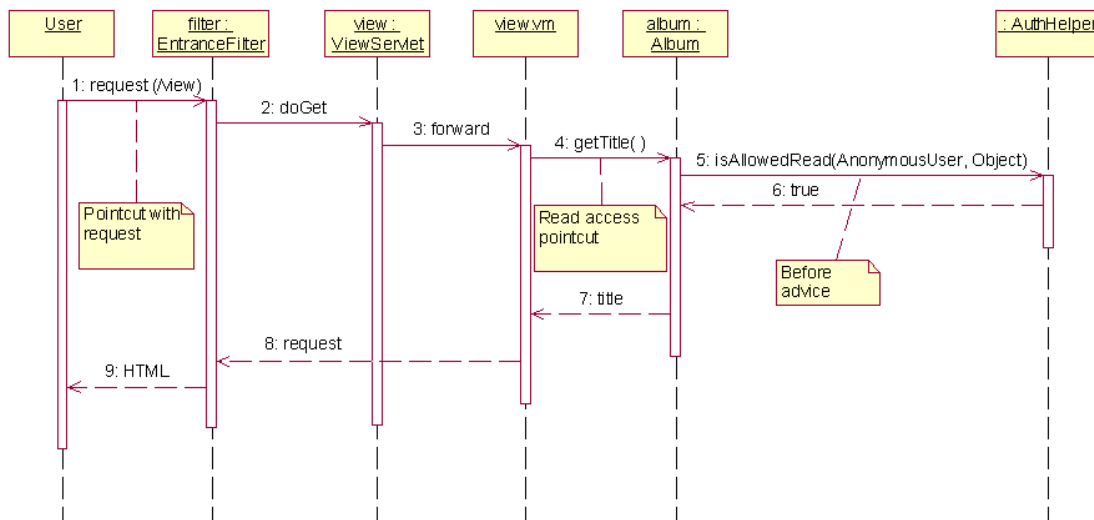 User
filter :
EntranceFilter
view :
ViewServlet
view.vm
album :
Album
: AuthHelper
1: request (/view)
2: doGet
3: forward
4: getTitle( )
5: isAllowedRead(AnonymousUser, Object)
6: true
Pointcut with
request
Read access
pointcut
Before
advice
7: title
8: request
9: HTML